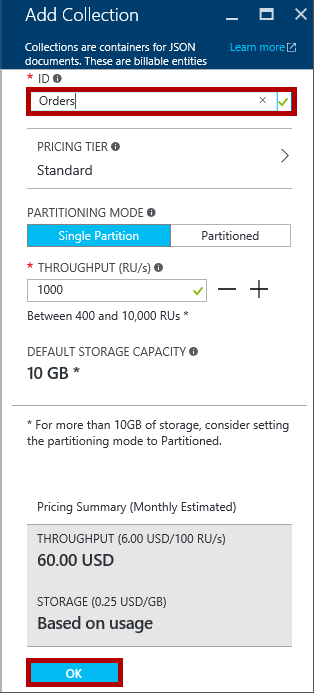 Add Collection
Collections are containers for JSON
documents. These are billable entities
Learn more
* ID
Orders
PRICING TIER
Standard
PARTITIONING MODE
Single Partition
Partitioned
* THROUGHPUT (RU/s)
1000
Between 400 and 10,000 RUs *
DEFAULT STORAGE CAPACITY
10 GB *
* For more than 10GB of storage, consider setting
the partitioning mode to Partitioned.
Pricing Summary (Monthly Estimated)
THROUGHPUT (6.00 USD/100 RU/s)
60.00 USD
STORAGE (0.25 USD/GB)
Based on usage
OK